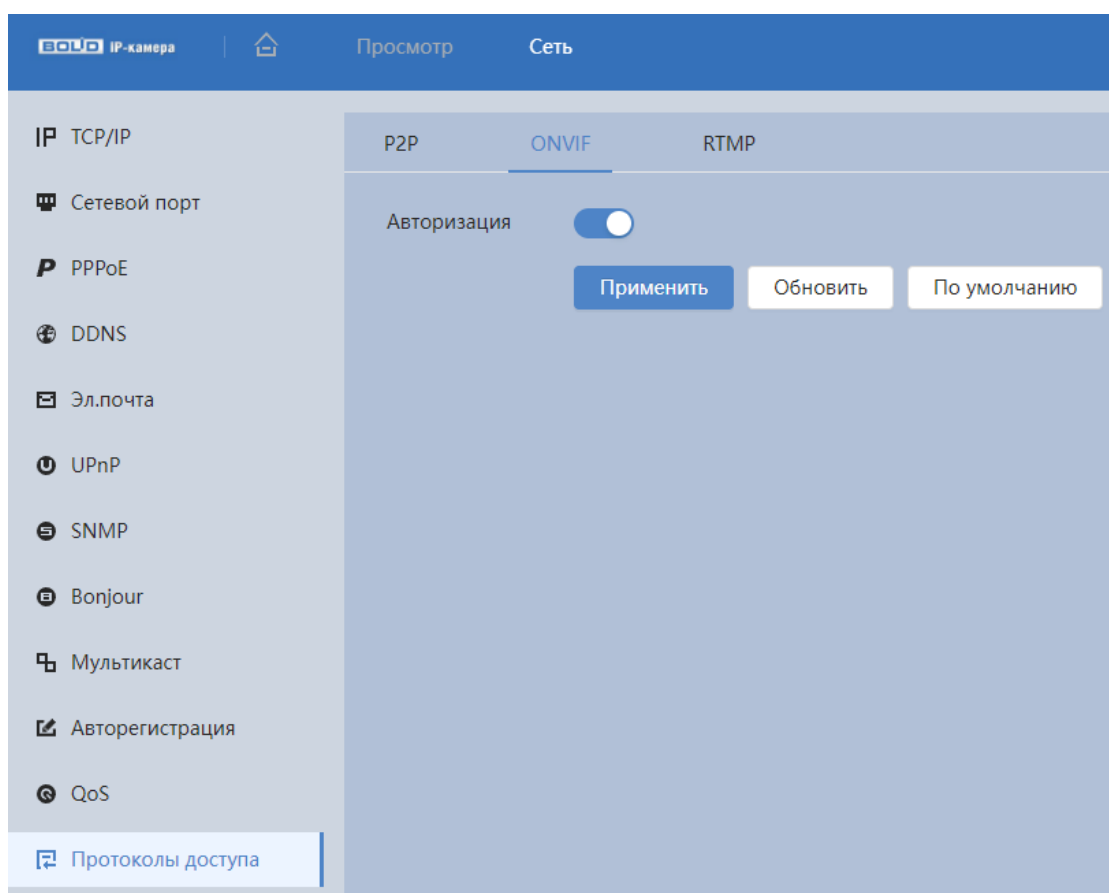 BOLID IP-камера
Просмотр
Сеть
IP TCP/IP
Сетевой порт
P PPPoE
DDNS
Эл.почта
UPnP
SNMP
Bonjour
Мультикаст
Авторегистрация
QoS
Протоколы доступа
P2P
ONVIF
RTMP
Авторизация
Применить
Обновить
По умолчанию